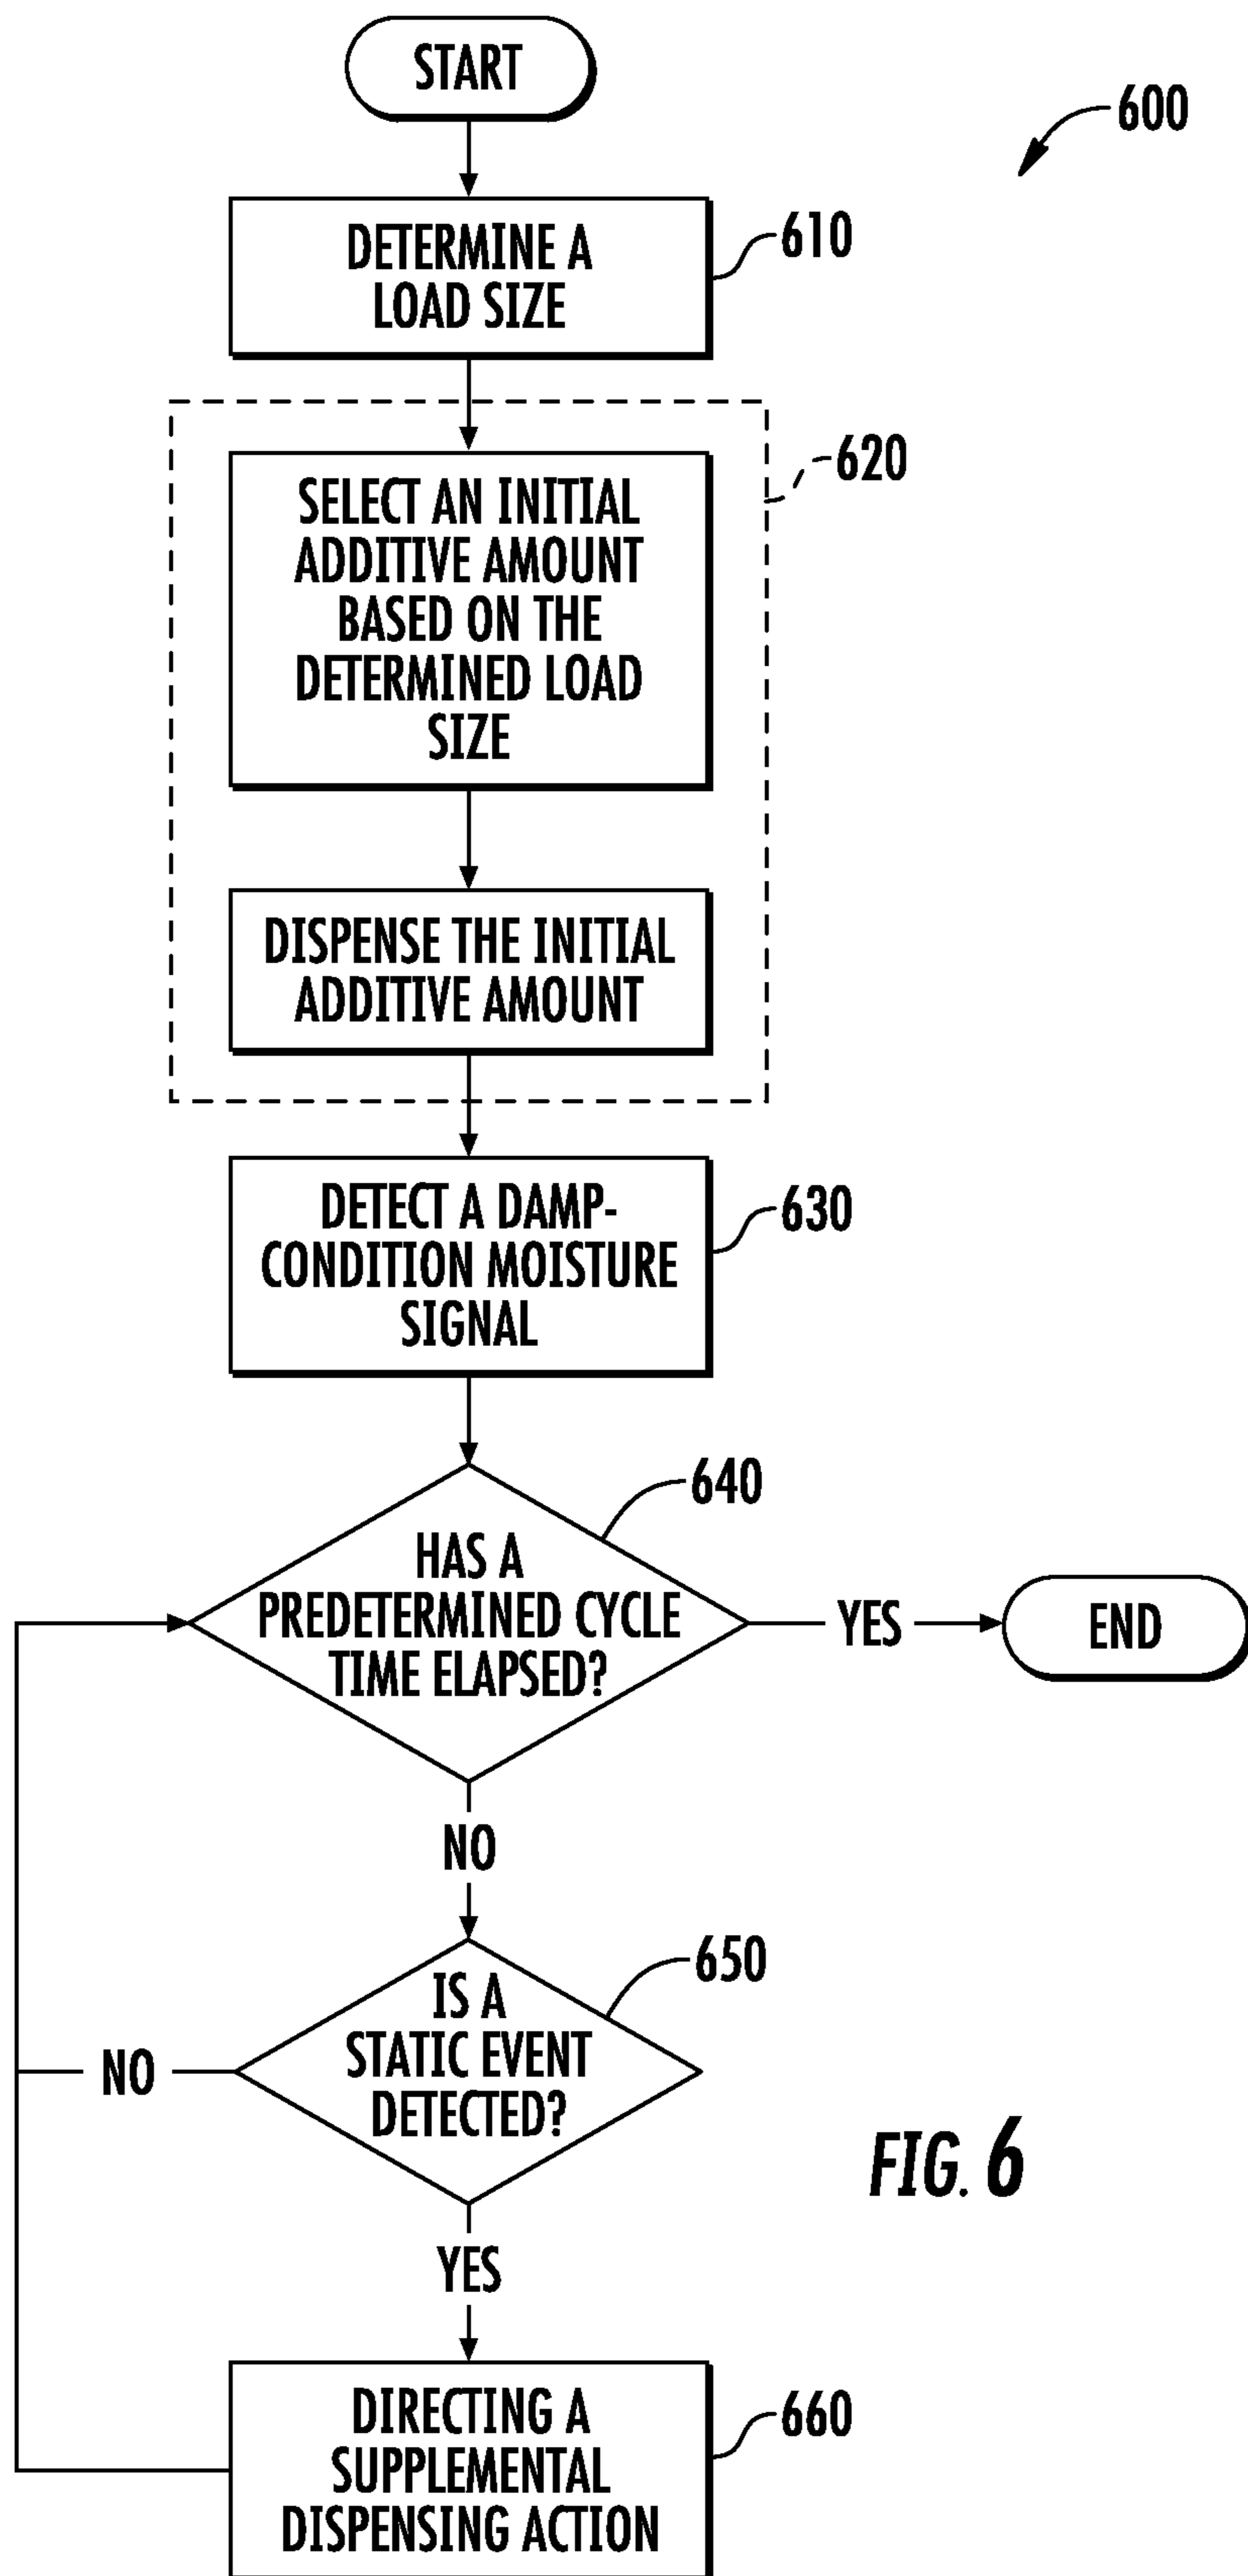 START
600
DETERMINE A
LOAD SIZE
610
620
SELECT AN INITIAL
ADDITIVE AMOUNT
BASED ON THE
DETERMINED LOAD
SIZE
DISPENSE THE INITIAL
ADDITIVE AMOUNT
DETECT A DAMP-
CONDITION MOISTURE
SIGNAL
630
640
HAS A
PREDETERMINED CYCLE
TIME ELAPSED?
YES
END
NO
650
IS A
STATIC EVENT
DETECTED?
NO
FIG. 6
YES
DIRECTING A
SUPPLEMENTAL
DISPENSING ACTION
660